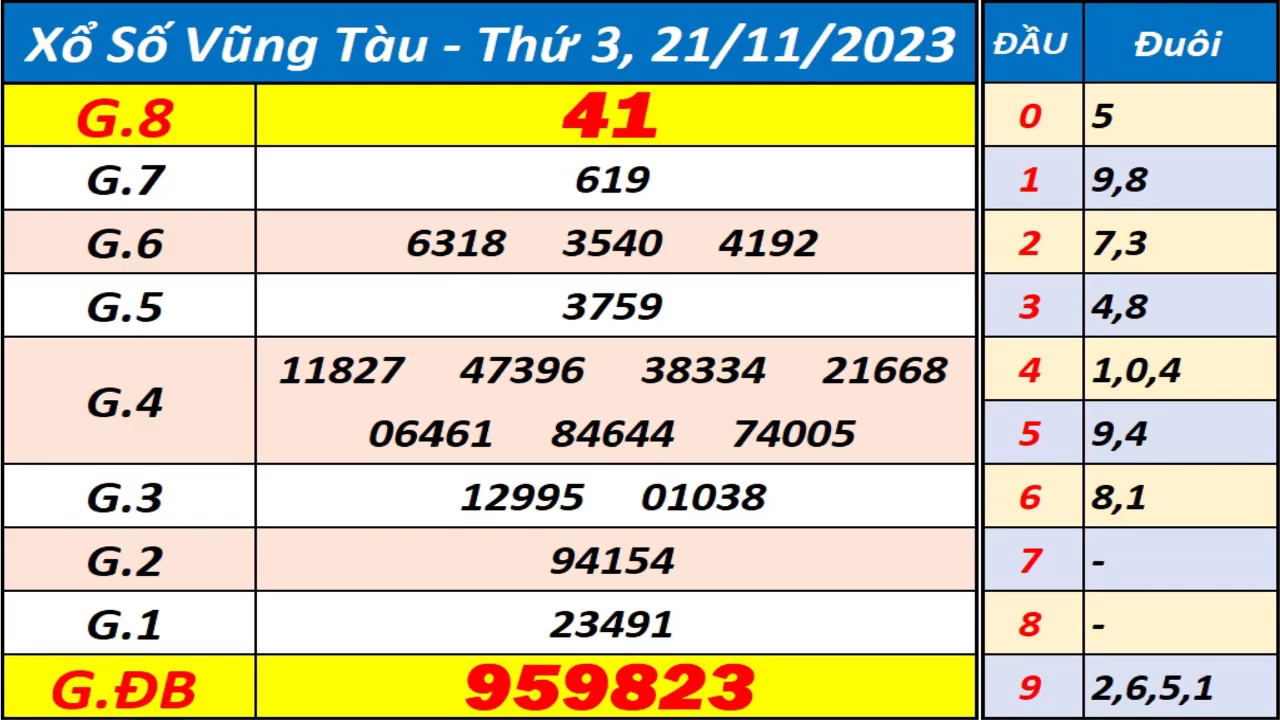 Xổ Số Vũng Tàu - Thứ 3, 21/11/2023
G.8 41
G.7 619
G.6 6318 3540 4192
G.5 3759
G.4 11827 47396 38334 21668
06461 84644 74005
G.3 12995 01038
G.2 94154
G.1 23491
G.ĐB 959823
ĐẦU Đuôi
0 5
1 9,8
2 7,3
3 4,8
4 1,0,4
5 9,4
6 8,1
7 -
8 -
9 2,6,5,1